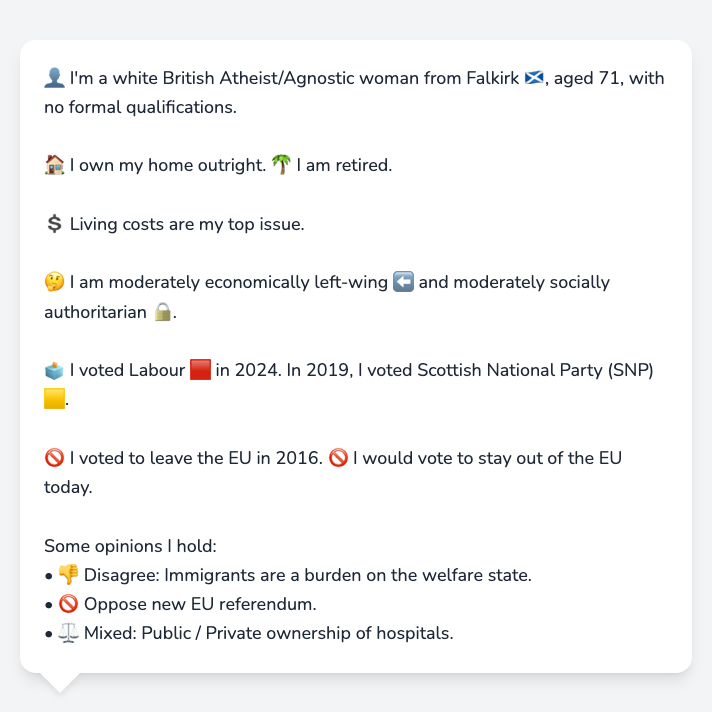 👤 I'm a white British Atheist/Agnostic woman from Falkirk 🏴󠁧󠁢󠁳󠁣󠁴󠁿, aged 71, with
no formal qualifications.
🏠 I own my home outright. 🌴 I am retired.
💲 Living costs are my top issue.
🤔 I am moderately economically left-wing ⬅️ and moderately socially
authoritarian 🔒.
🗳️ I voted Labour 🟥 in 2024. In 2019, I voted Scottish National Party (SNP)
🟨.
🚫 I voted to leave the EU in 2016. 🚫 I would vote to stay out of the EU
today.
Some opinions I hold:
• 👎 Disagree: Immigrants are a burden on the welfare state.
• 🚫 Oppose new EU referendum.
• ⚖️ Mixed: Public / Private ownership of hospitals.